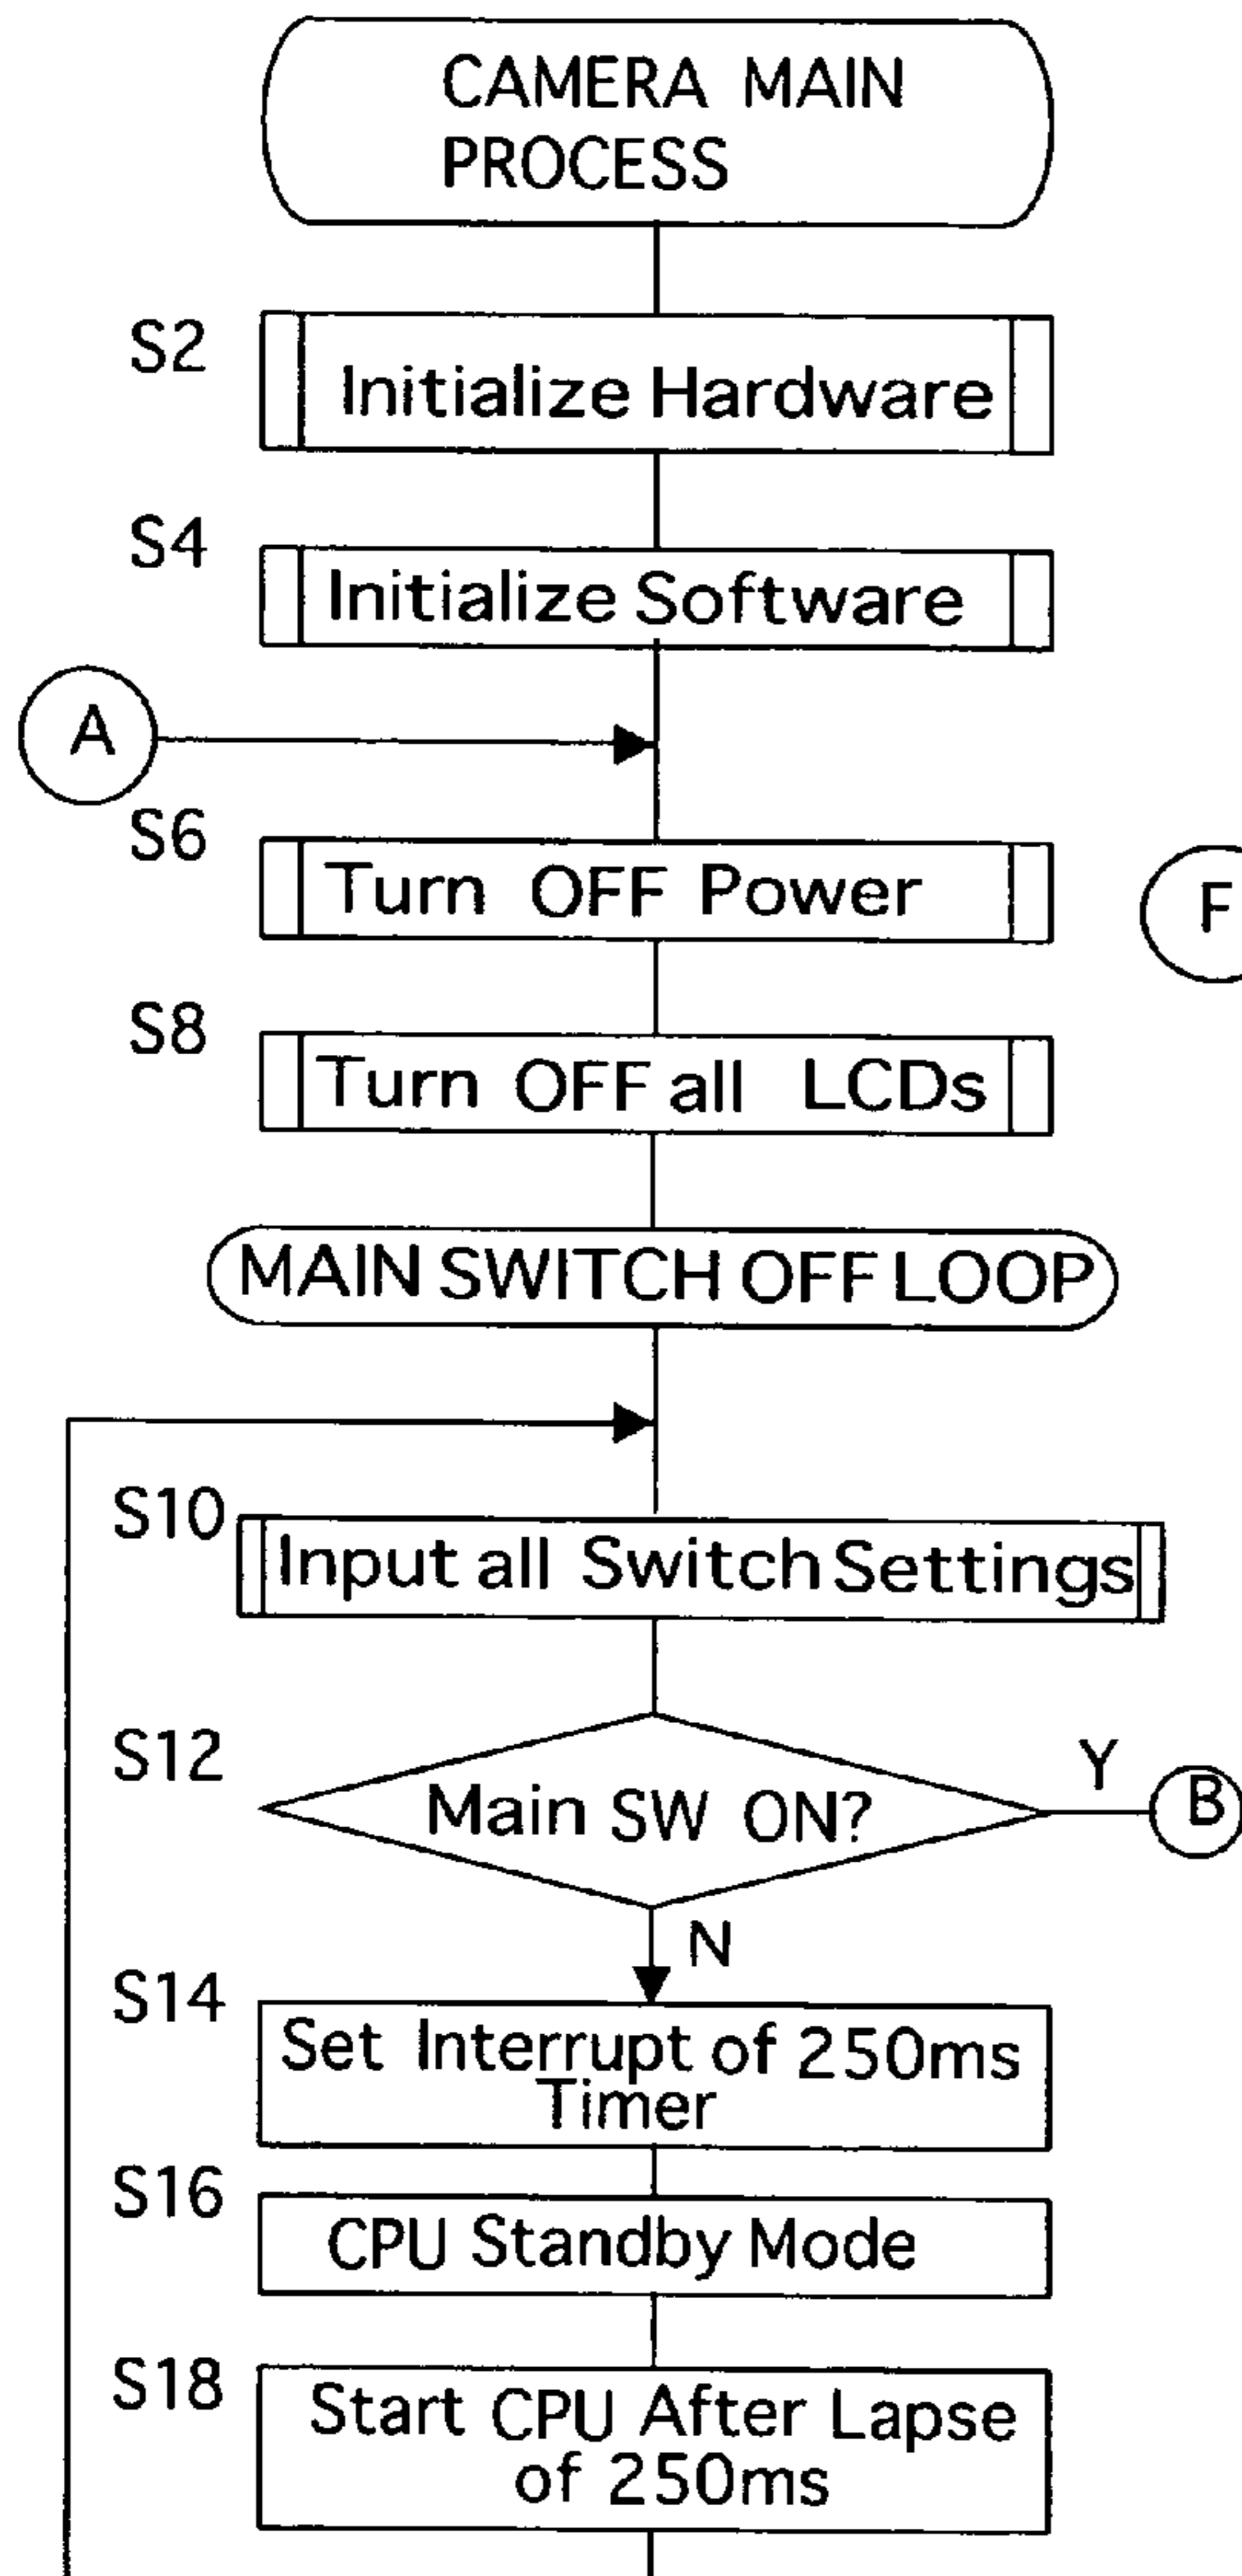 CAMERA MAIN
PROCESS
S2
Initialize Hardware
S4
Initialize Software
A
S6
Turn OFF Power
F
S8
Turn OFF all LCDs
MAIN SWITCH OFF LOOP
S10
Input all Switch Settings
S12
Main SW ON?
Y
B
N
S14
Set Interrupt of 250ms
Timer
S16
CPU Standby Mode
S18
Start CPU After Lapse
of 250ms